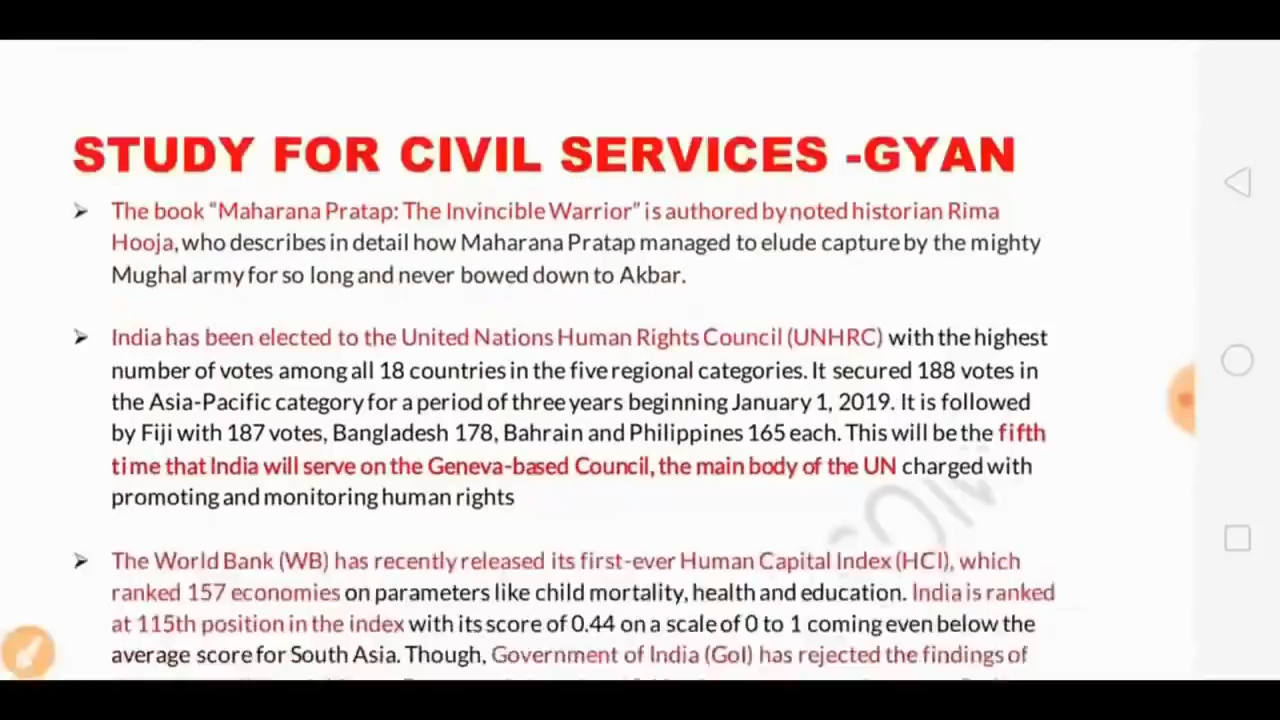 STUDY FOR CIVIL SERVICES -GYAN
The book “Maharana Pratap: The Invincible Warrior” is authored by noted historian Rima
Hooja, who describes in detail how Maharana Pratap managed to elude capture by the mighty
Mughal army for so long and never bowed down to Akbar.
India has been elected to the United Nations Human Rights Council (UNHRC) with the highest
number of votes among all 18 countries in the five regional categories. It secured 188 votes in
the Asia-Pacific category for a period of three years beginning January 1, 2019. It is followed
by Fiji with 187 votes, Bangladesh 178, Bahrain and Philippines 165 each. This will be the fifth
time that India will serve on the Geneva-based Council, the main body of the UN charged with
promoting and monitoring human rights
The World Bank (WB) has recently released its first-ever Human Capital Index (HCI), which
ranked 157 economies on parameters like child mortality, health and education. India is ranked
at 115th position in the index with its score of 0.44 on a scale of 0 to 1 coming even below the
average score for South Asia. Though, Government of India (GoI) has rejected the findings of